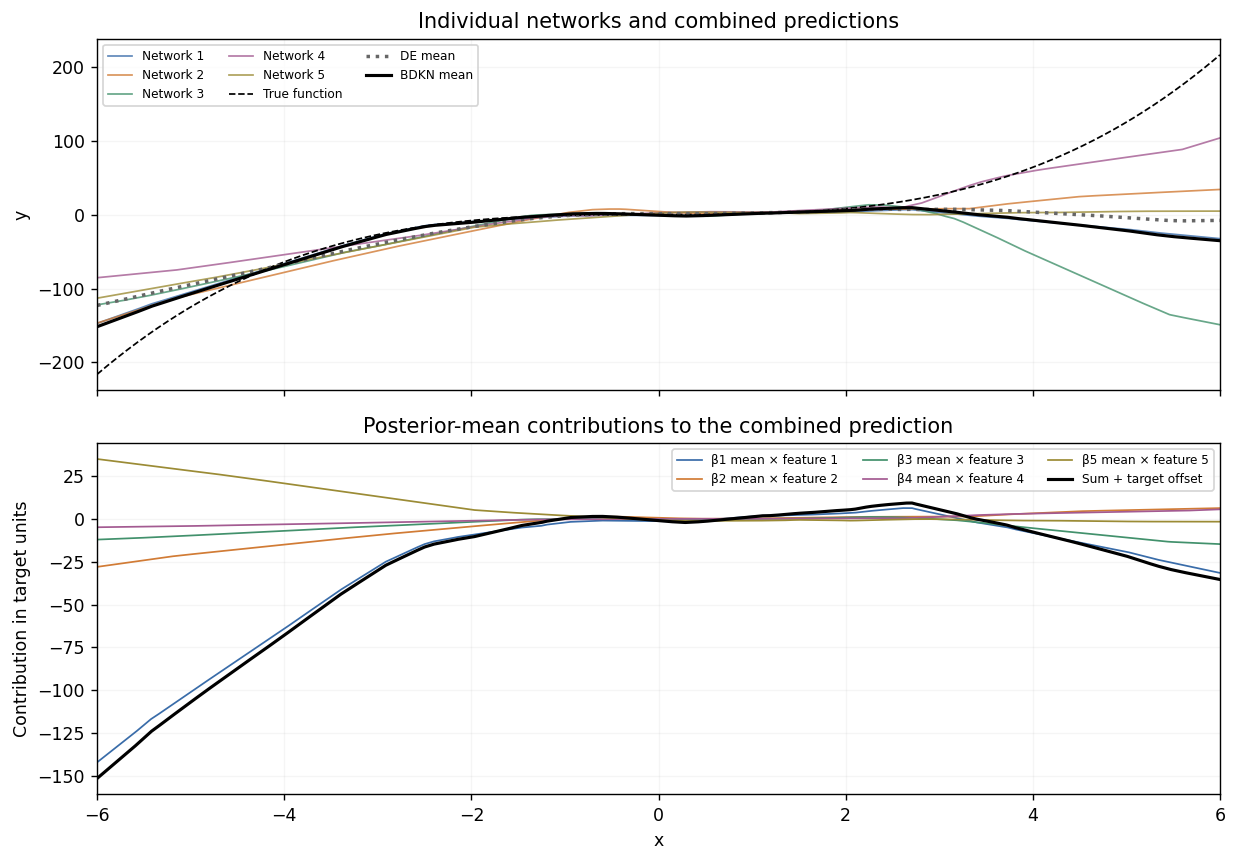 Individual networks and combined predictions
Network 1
Network 2
Network 3
Network 4
Network 5
True function
DE mean
BDKN mean
200
100
0
−100
−200
y
Posterior-mean contributions to the combined prediction
β1 mean × feature 1
β2 mean × feature 2
β3 mean × feature 3
β4 mean × feature 4
β5 mean × feature 5
Sum + target offset
25
0
−25
−50
−75
−100
−125
−150
Contribution in target units
−6 −4 −2 0 2 4 6
x